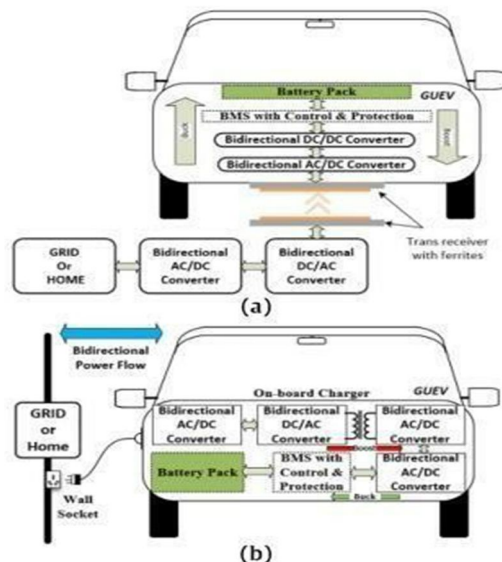 Battery Pack
GUEV
BMS with Control & Protection
Buck
Boost
Bidirectional DC/DC Converter
Bidirectional AC/DC Converter
Trans receiver
with ferrites
GRID
Or
HOME
Bidirectional
AC/DC
Converter
Bidirectional
DC/AC
Converter
(a)
Bidirectional
Power Flow
On-board Charger
GUEV
GRID
or
Home
Bidirectional
AC/DC
Converter
Bidirectional
DC/AC
Converter
Bidirectional
AC/DC
Converter
Boost
Battery Pack
BMS with
Control &
Protection
Bidirectional
AC/DC
Converter
Wall
Socket
Buck
(b)